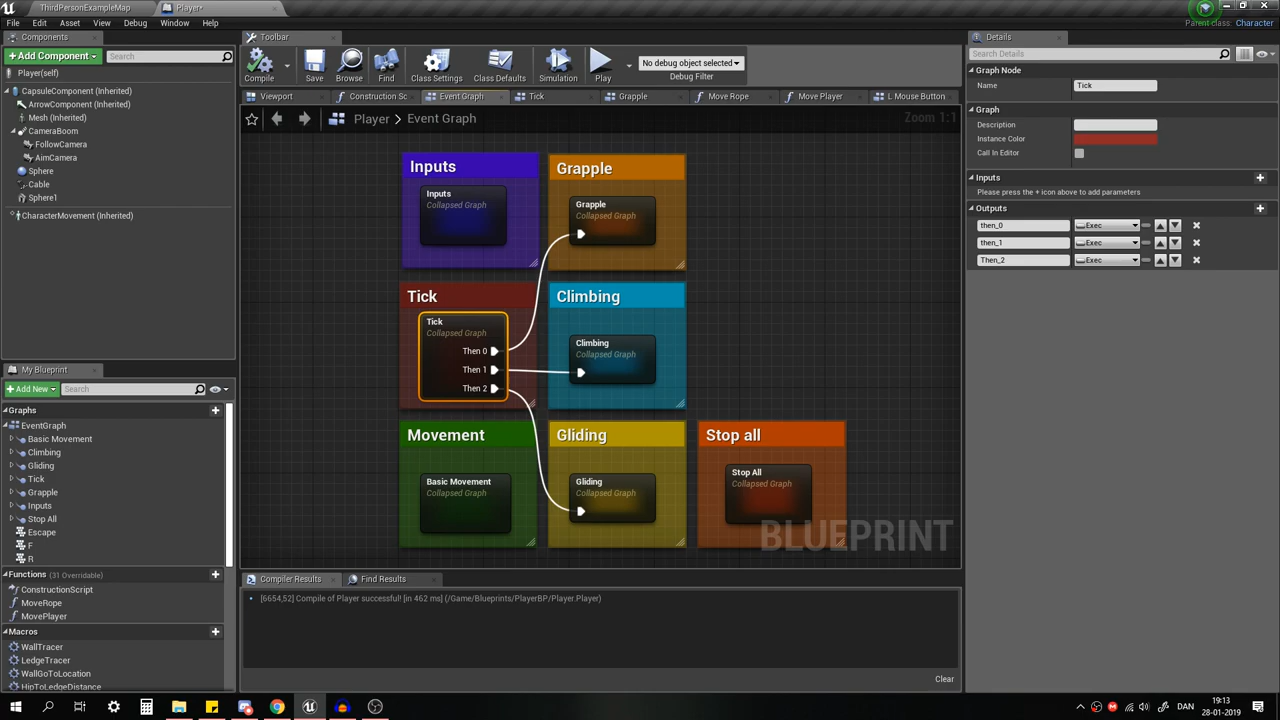 ThirdPersonExampleMap
Player*
File Edit Asset View Debug Window Help
Parent class: Character
Components
+ Add Component
Search
Player(self)
CapsuleComponent (Inherited)
ArrowComponent (Inherited)
Mesh (Inherited)
CameraBoom
FollowCamera
AimCamera
Sphere
Cable
Sphere1
CharacterMovement (Inherited)
My Blueprint
+ Add New
Search
Graphs
EventGraph
Basic Movement
Climbing
Gliding
Tick
Grapple
Inputs
Stop All
Escape
F
R
Functions (31 Overridable)
ConstructionScript
MoveRope
MovePlayer
Macros
WallTracer
LedgeTracer
WallGoToLocation
HipToLedgeDistance
Toolbar
Compile Save Browse Find Class Settings Class Defaults Simulation Play
No debug object selected
Debug Filter
Viewport Construction Sc Event Graph Tick Grapple Move Rope Move Player L Mouse Button
Player > Event Graph
Zoom 1:1
Inputs
Inputs
Collapsed Graph
Grapple
Grapple
Collapsed Graph
Tick
Tick
Collapsed Graph
Then 0
Then 1
Then 2
Climbing
Climbing
Collapsed Graph
Movement
Basic Movement
Collapsed Graph
Gliding
Gliding
Collapsed Graph
Stop all
Stop All
Collapsed Graph
BLUEPRINT
Compiler Results
Find Results
[6654,52] Compile of Player successful! [in 462 ms] (/Game/Blueprints/PlayerBP/Player.Player)
Clear
Details
Search Details
Graph Node
Name Tick
Graph
Description
Instance Color
Call In Editor
Inputs
Please press the + icon above to add parameters
Outputs
then_0 Exec
then_1 Exec
Then_2 Exec
DAN
19:13
28-01-2019